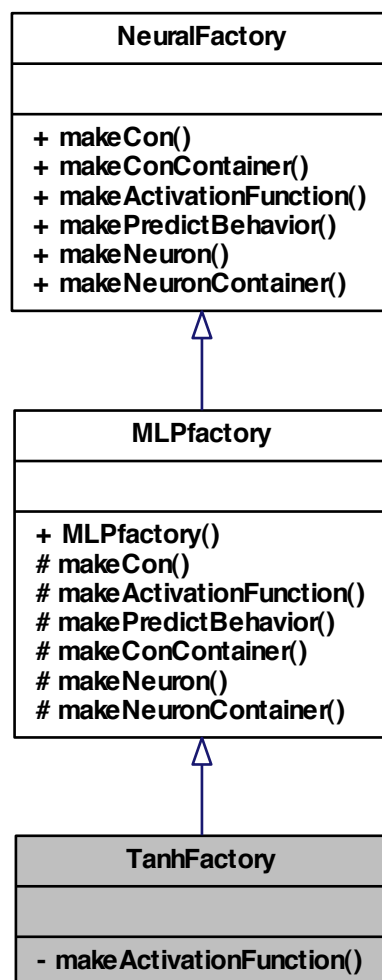 NeuralFactory
+ makeCon()
+ makeConContainer()
+ makeActivationFunction()
+ makePredictBehavior()
+ makeNeuron()
+ makeNeuronContainer()
MLPfactory
+ MLPfactory()
# makeCon()
# makeActivationFunction()
# makePredictBehavior()
# makeConContainer()
# makeNeuron()
# makeNeuronContainer()
TanhFactory
- makeActivationFunction()